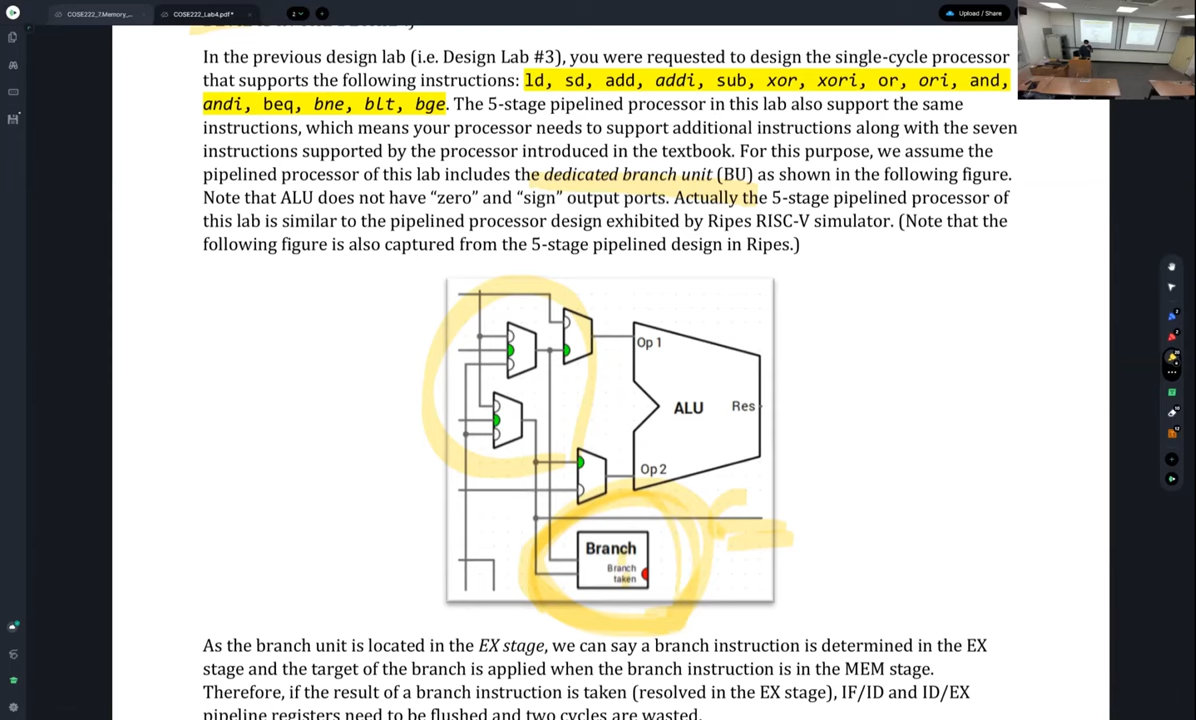 COSE222_7.Memory_...
COSE222_Lab4.pdf*
2
Upload / Share
In the previous design lab (i.e. Design Lab #3), you were requested to design the single-cycle processor
that supports the following instructions: ld, sd, add, addi, sub, xor, xori, or, ori, and,
andi, beq, bne, blt, bge. The 5-stage pipelined processor in this lab also support the same
instructions, which means your processor needs to support additional instructions along with the seven
instructions supported by the processor introduced in the textbook. For this purpose, we assume the
pipelined processor of this lab includes the dedicated branch unit (BU) as shown in the following figure.
Note that ALU does not have “zero” and “sign” output ports. Actually the 5-stage pipelined processor of
this lab is similar to the pipelined processor design exhibited by Ripes RISC-V simulator. (Note that the
following figure is also captured from the 5-stage pipelined design in Ripes.)
Op 1
ALU
Res
Op 2
Branch
Branch
taken
As the branch unit is located in the EX stage, we can say a branch instruction is determined in the EX
stage and the target of the branch is applied when the branch instruction is in the MEM stage.
Therefore, if the result of a branch instruction is taken (resolved in the EX stage), IF/ID and ID/EX
pipeline registers need to be flushed and two cycles are wasted.